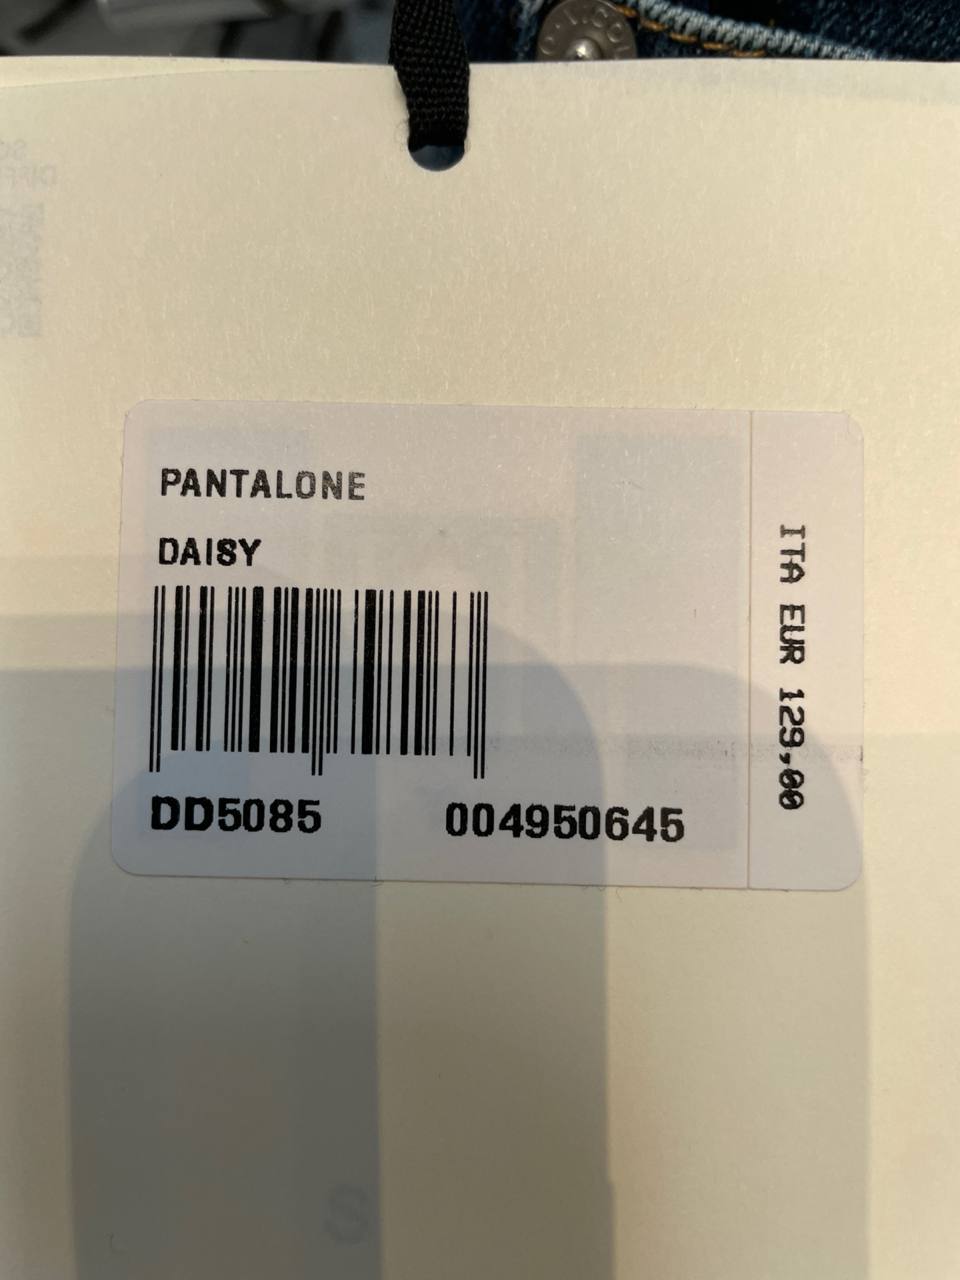 PANTALONE
DAISY
DD5085 004950645
ITA EUR 129,00
S